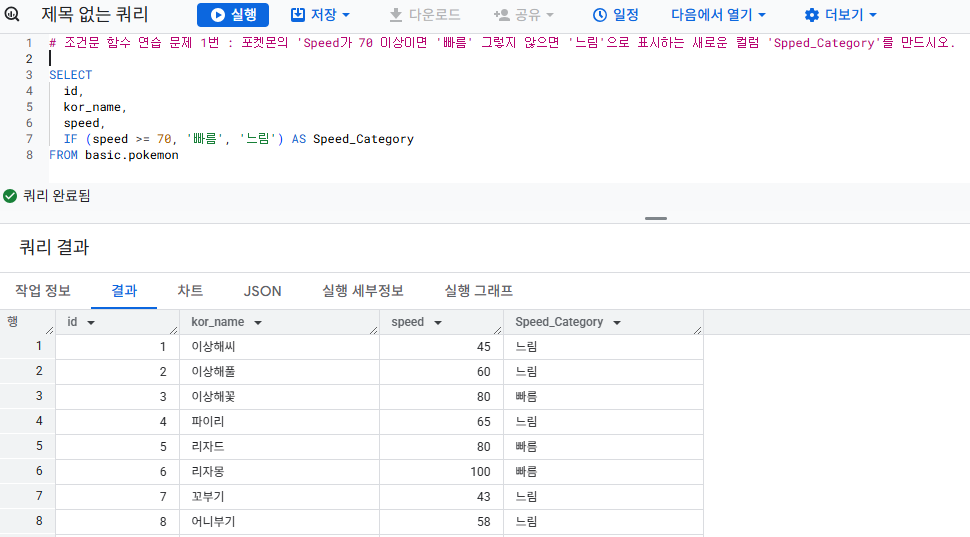 제목 없는 쿼리 실행 저장 다운로드 공유 일정 다음에서 열기 더보기
1 # 조건문 함수 연습 문제 1번 : 포켓몬의 'Speed가 70 이상이면 '빠름' 그렇지 않으면 '느림'으로 표시하는 새로운 컬럼 'Spped_Category'를 만드시오.
2
3 SELECT
4 id,
5 kor_name,
6 speed,
7 IF (speed >= 70, '빠름', '느림') AS Speed_Category
8 FROM basic.pokemon
쿼리 완료됨
쿼리 결과
작업 정보 결과 차트 JSON 실행 세부정보 실행 그래프
행 id kor_name speed Speed_Category
1 1 이상해씨 45 느림
2 2 이상해풀 60 느림
3 3 이상해꽃 80 빠름
4 4 파이리 65 느림
5 5 리자드 80 빠름
6 6 리자몽 100 빠름
7 7 꼬부기 43 느림
8 8 어니부기 58 느림